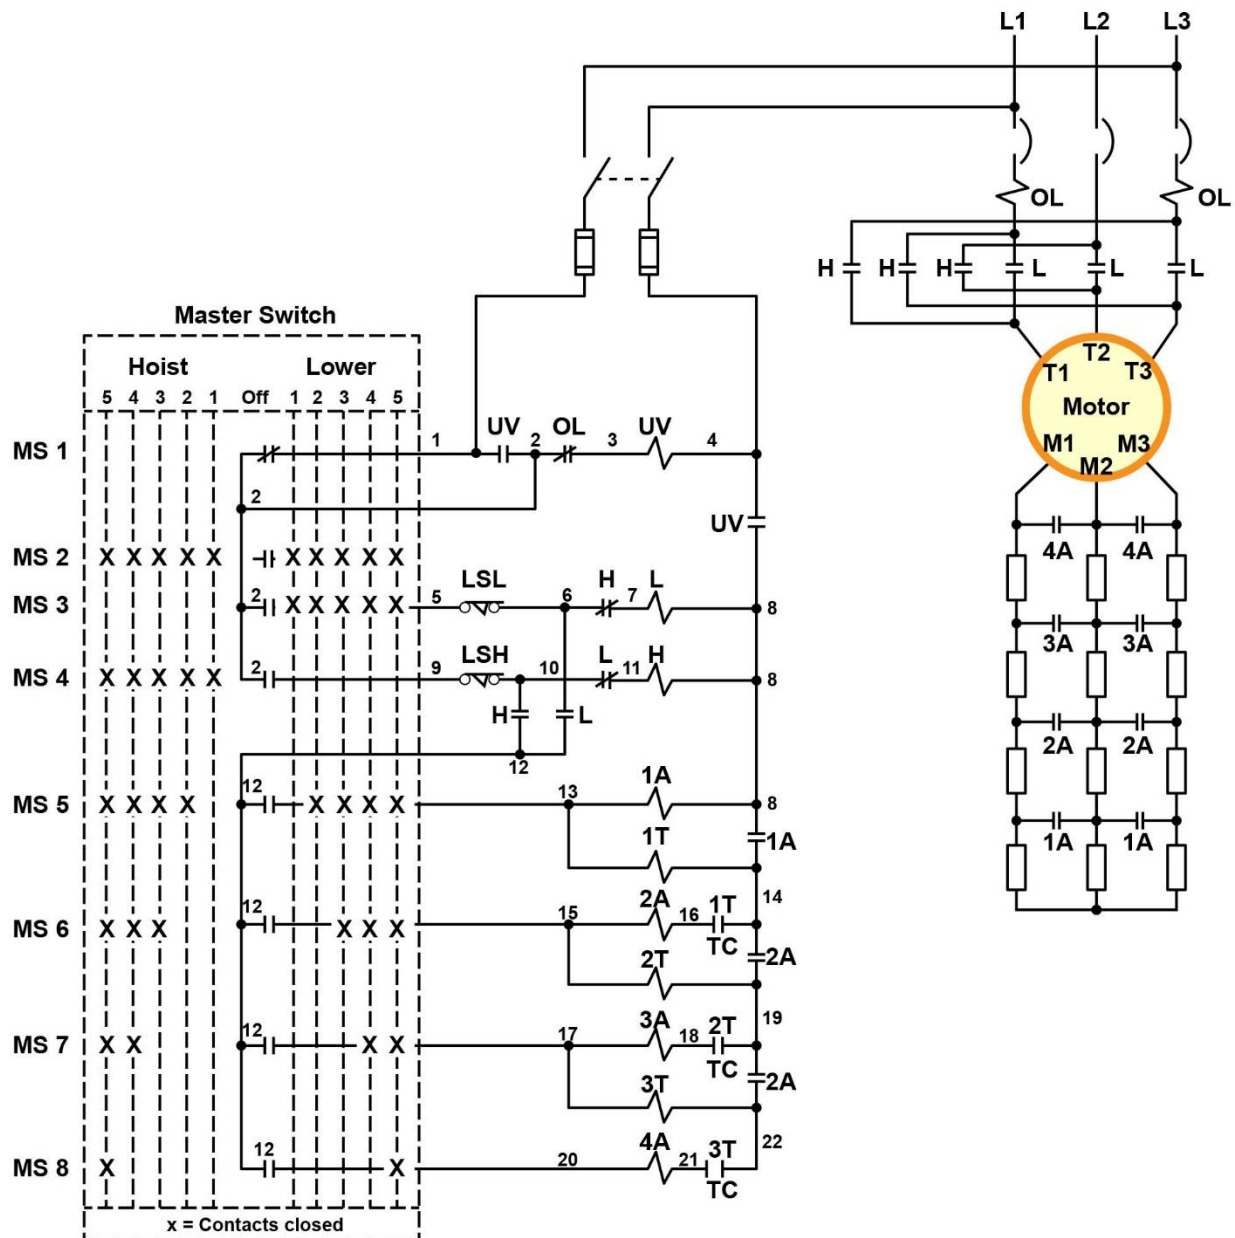 L1 L2 L3
OL OL
H H H L L L
Master Switch
Hoist Lower
5 4 3 2 1 Off 1 2 3 4 5
T1 T2 T3
Motor
M1 M2 M3
MS 1 1 UV 2 OL 3 UV 4
2
UV
MS 2 X X X X X X X X X X
4A 4A
MS 3 2 X X X X X 5 LSL 6 H 7 L 8
3A 3A
MS 4 X X X X X 2 9 LSH 10 L 11 H 8
H L
12
2A 2A
MS 5 X X X X 12 X X X X 13 1A 8
1A
1T
1A 1A
14
MS 6 X X X 12 X X X 15 2A 16 1T
TC
2A
2T
19
MS 7 X X 12 X X 17 3A 18 2T
TC
2A
3T
22
MS 8 X 12 X 20 4A 21 3T
TC
x = Contacts closed